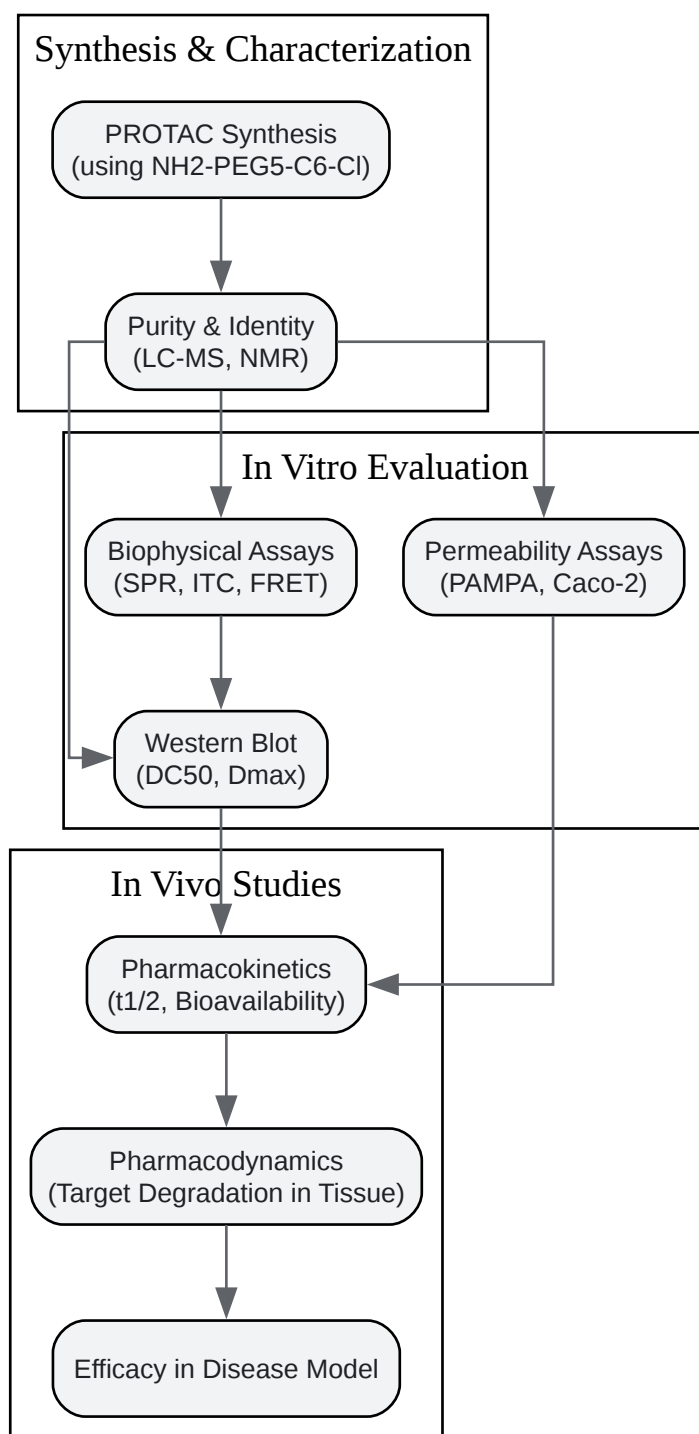 Synthesis & Characterization
PROTAC Synthesis
(using NH2-PEG5-C6-Cl)
Purity & Identity
(LC-MS, NMR)
In Vitro Evaluation
Biophysical Assays
(SPR, ITC, FRET)
Permeability Assays
(PAMPA, Caco-2)
Western Blot
(DC50, Dmax)
In Vivo Studies
Pharmacokinetics
(t1/2, Bioavailability)
Pharmacodynamics
(Target Degradation in Tissue)
Efficacy in Disease Model